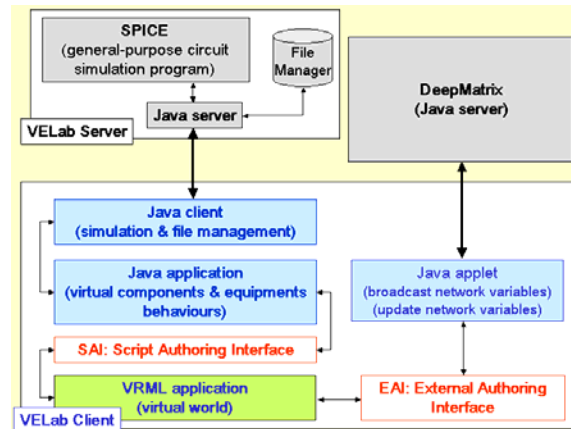 SPICE
(general-purpose circuit
simulation program)
File
Manager
Java server
VELab Server
DeepMatrix
(Java server)
Java client
(simulation & file management)
Java application
(virtual components & equipments
behaviours)
Java applet
(broadcast network variables)
(update network variables)
SAI: Script Authoring Interface
VRML application
(virtual world)
EAI: External Authoring
Interface
VELab Client